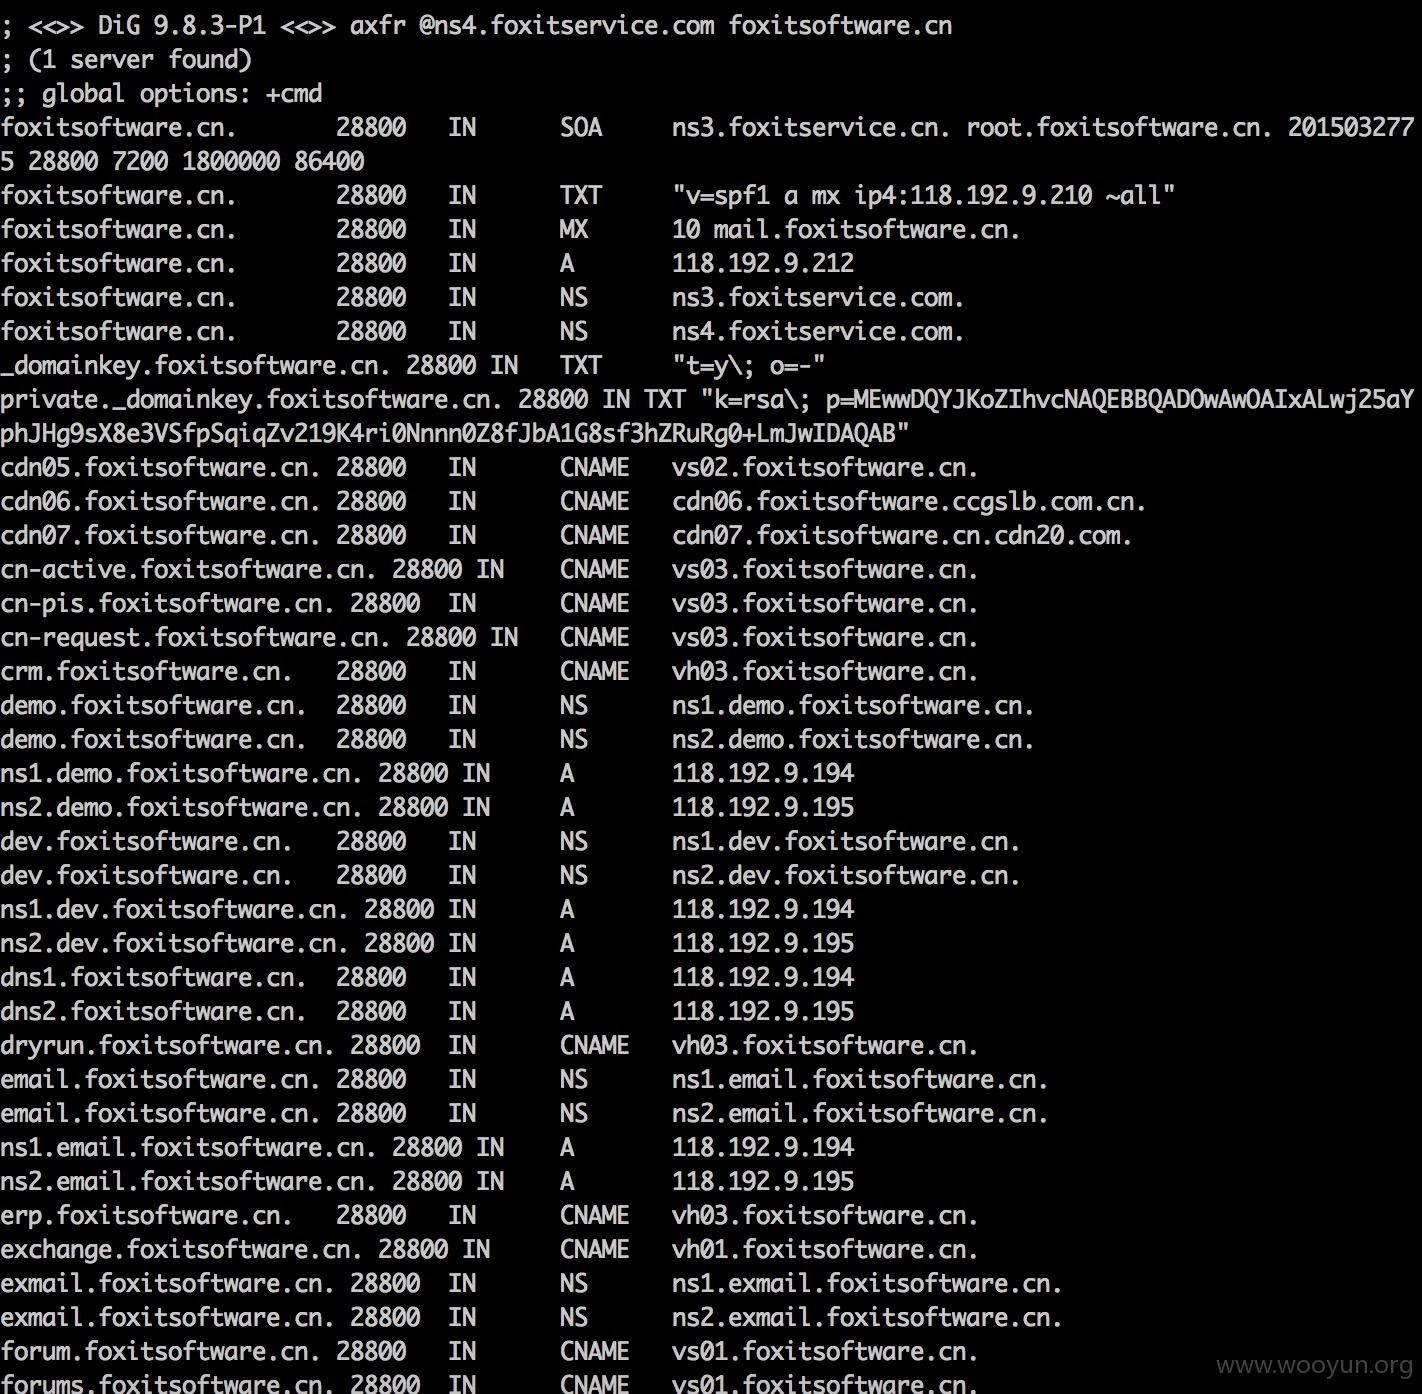 ; <<>> DiG 9.8.3-P1 <<>> axfr @ns4.foxitservice.com foxitsoftware.cn
; (1 server found)
;; global options: +cmd
foxitsoftware.cn. 28800 IN SOA ns3.foxitservice.cn. root.foxitsoftware.cn. 201503277
5 28800 7200 1800000 86400
foxitsoftware.cn. 28800 IN TXT "v=spf1 a mx ip4:118.192.9.210 ~all"
foxitsoftware.cn. 28800 IN MX 10 mail.foxitsoftware.cn.
foxitsoftware.cn. 28800 IN A 118.192.9.212
foxitsoftware.cn. 28800 IN NS ns3.foxitservice.com.
foxitsoftware.cn. 28800 IN NS ns4.foxitservice.com.
_domainkey.foxitsoftware.cn. 28800 IN TXT "t=y\; o=-"
private._domainkey.foxitsoftware.cn. 28800 IN TXT "k=rsa\; p=MEwwDQYJKoZIhvcNAQEBBQADOwAwOAIxALwj25aY
phJHg9sX8e3VSfpSqiqZv219K4ri0Nnnn0Z8fJbA1G8sf3hZRuRg0+LmJwIDAQAB"
cdn05.foxitsoftware.cn. 28800 IN CNAME vs02.foxitsoftware.cn.
cdn06.foxitsoftware.cn. 28800 IN CNAME cdn06.foxitsoftware.ccgslb.com.cn.
cdn07.foxitsoftware.cn. 28800 IN CNAME cdn07.foxitsoftware.cn.cdn20.com.
cn-active.foxitsoftware.cn. 28800 IN CNAME vs03.foxitsoftware.cn.
cn-pis.foxitsoftware.cn. 28800 IN CNAME vs03.foxitsoftware.cn.
cn-request.foxitsoftware.cn. 28800 IN CNAME vs03.foxitsoftware.cn.
crm.foxitsoftware.cn. 28800 IN CNAME vh03.foxitsoftware.cn.
demo.foxitsoftware.cn. 28800 IN NS ns1.demo.foxitsoftware.cn.
demo.foxitsoftware.cn. 28800 IN NS ns2.demo.foxitsoftware.cn.
ns1.demo.foxitsoftware.cn. 28800 IN A 118.192.9.194
ns2.demo.foxitsoftware.cn. 28800 IN A 118.192.9.195
dev.foxitsoftware.cn. 28800 IN NS ns1.dev.foxitsoftware.cn.
dev.foxitsoftware.cn. 28800 IN NS ns2.dev.foxitsoftware.cn.
ns1.dev.foxitsoftware.cn. 28800 IN A 118.192.9.194
ns2.dev.foxitsoftware.cn. 28800 IN A 118.192.9.195
dns1.foxitsoftware.cn. 28800 IN A 118.192.9.194
dns2.foxitsoftware.cn. 28800 IN A 118.192.9.195
dryrun.foxitsoftware.cn. 28800 IN CNAME vh03.foxitsoftware.cn.
email.foxitsoftware.cn. 28800 IN NS ns1.email.foxitsoftware.cn.
email.foxitsoftware.cn. 28800 IN NS ns2.email.foxitsoftware.cn.
ns1.email.foxitsoftware.cn. 28800 IN A 118.192.9.194
ns2.email.foxitsoftware.cn. 28800 IN A 118.192.9.195
erp.foxitsoftware.cn. 28800 IN CNAME vh03.foxitsoftware.cn.
exchange.foxitsoftware.cn. 28800 IN CNAME vh01.foxitsoftware.cn.
exmail.foxitsoftware.cn. 28800 IN NS ns1.exmail.foxitsoftware.cn.
exmail.foxitsoftware.cn. 28800 IN NS ns2.exmail.foxitsoftware.cn.
forum.foxitsoftware.cn. 28800 IN CNAME vs01.foxitsoftware.cn.
forums.foxitsoftware.cn. 28800 IN CNAME vs01.foxitsoftware.cn.
www.wooyun.org